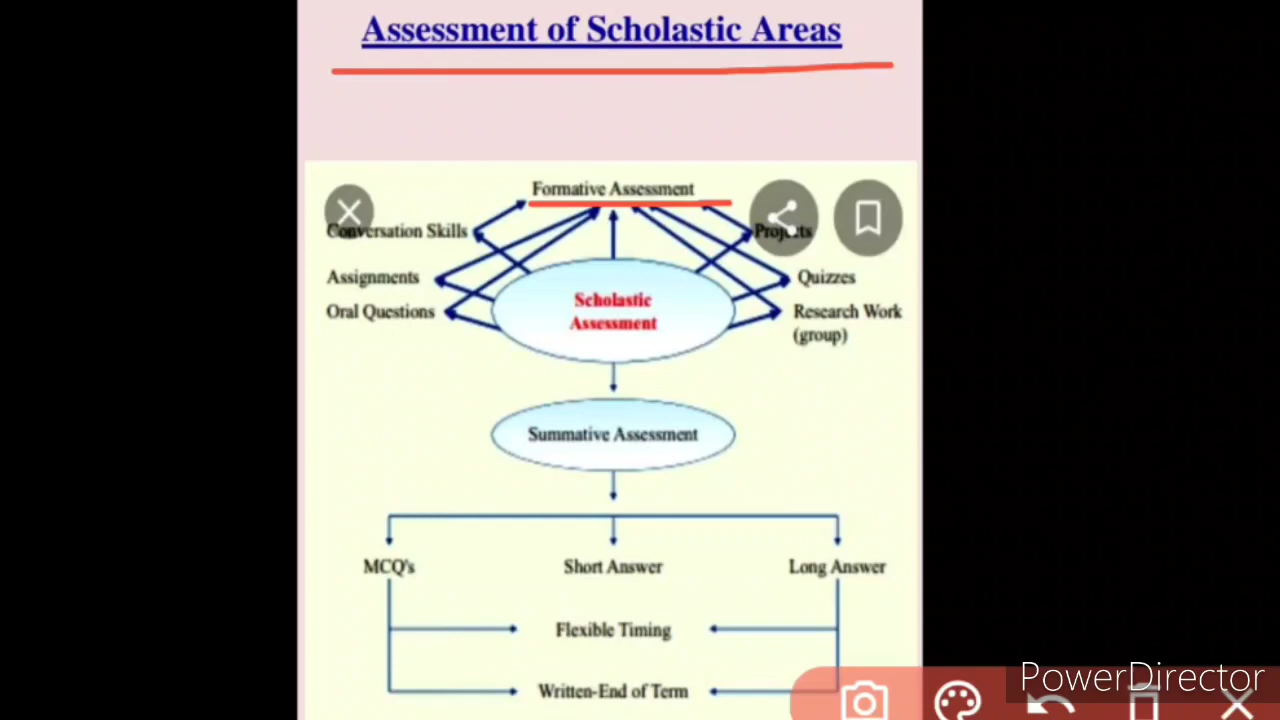 Assessment of Scholastic Areas
Formative Assessment
Conversation Skills
Projects
Assignments
Quizzes
Oral Questions
Research Work
(group)
Scholastic
Assessment
Summative Assessment
MCQ's
Short Answer
Long Answer
Flexible Timing
Written-End of Term
PowerDirector